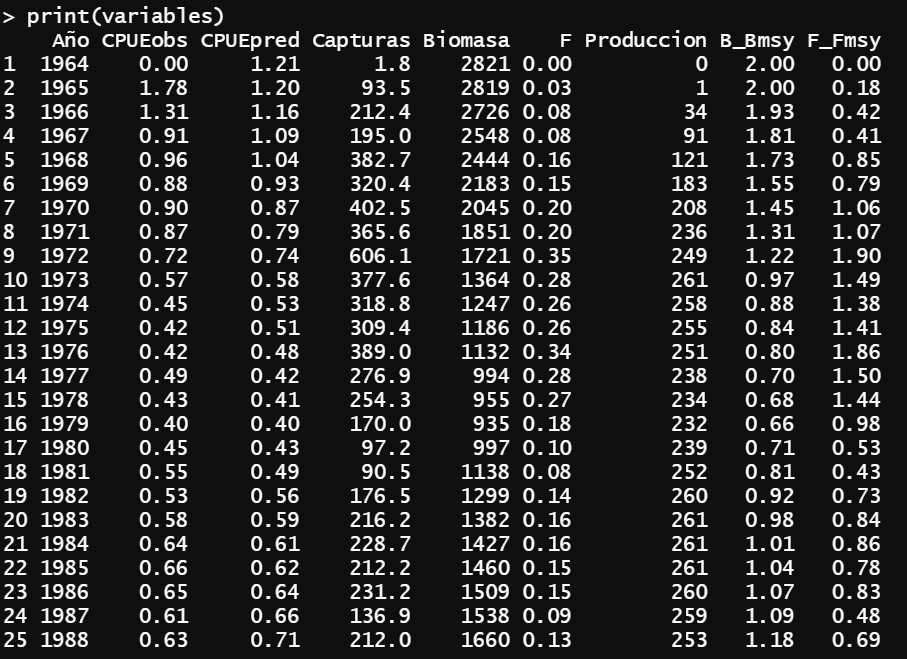 > print(variables)
    Año CPUEobs CPUEpred Capturas Biomasa    F Produccion B_Bmsy F_Fmsy
1  1964    0.00     1.21      1.8    2821 0.00          0   2.00   0.00
2  1965    1.78     1.20     93.5    2819 0.03          1   2.00   0.18
3  1966    1.31     1.16    212.4    2726 0.08         34   1.93   0.42
4  1967    0.91     1.09    195.0    2548 0.08         91   1.81   0.41
5  1968    0.96     1.04    382.7    2444 0.16        121   1.73   0.85
6  1969    0.88     0.93    320.4    2183 0.15        183   1.55   0.79
7  1970    0.90     0.87    402.5    2045 0.20        208   1.45   1.06
8  1971    0.87     0.79    365.6    1851 0.20        236   1.31   1.07
9  1972    0.72     0.74    606.1    1721 0.35        249   1.22   1.90
10 1973    0.57     0.58    377.6    1364 0.28        261   0.97   1.49
11 1974    0.45     0.53    318.8    1247 0.26        258   0.88   1.38
12 1975    0.42     0.51    309.4    1186 0.26        255   0.84   1.41
13 1976    0.42     0.48    389.0    1132 0.34        251   0.80   1.86
14 1977    0.49     0.42    276.9     994 0.28        238   0.70   1.50
15 1978    0.43     0.41    254.3     955 0.27        234   0.68   1.44
16 1979    0.40     0.40    170.0     935 0.18        232   0.66   0.98
17 1980    0.45     0.43     97.2     997 0.10        239   0.71   0.53
18 1981    0.55     0.49     90.5    1138 0.08        252   0.81   0.43
19 1982    0.53     0.56    176.5    1299 0.14        260   0.92   0.73
20 1983    0.58     0.59    216.2    1382 0.16        261   0.98   0.84
21 1984    0.64     0.61    228.7    1427 0.16        261   1.01   0.86
22 1985    0.66     0.62    212.2    1460 0.15        261   1.04   0.78
23 1986    0.65     0.64    231.2    1509 0.15        260   1.07   0.83
24 1987    0.61     0.66    136.9    1538 0.09        259   1.09   0.48
25 1988    0.63     0.71    212.0    1660 0.13        253   1.18   0.69